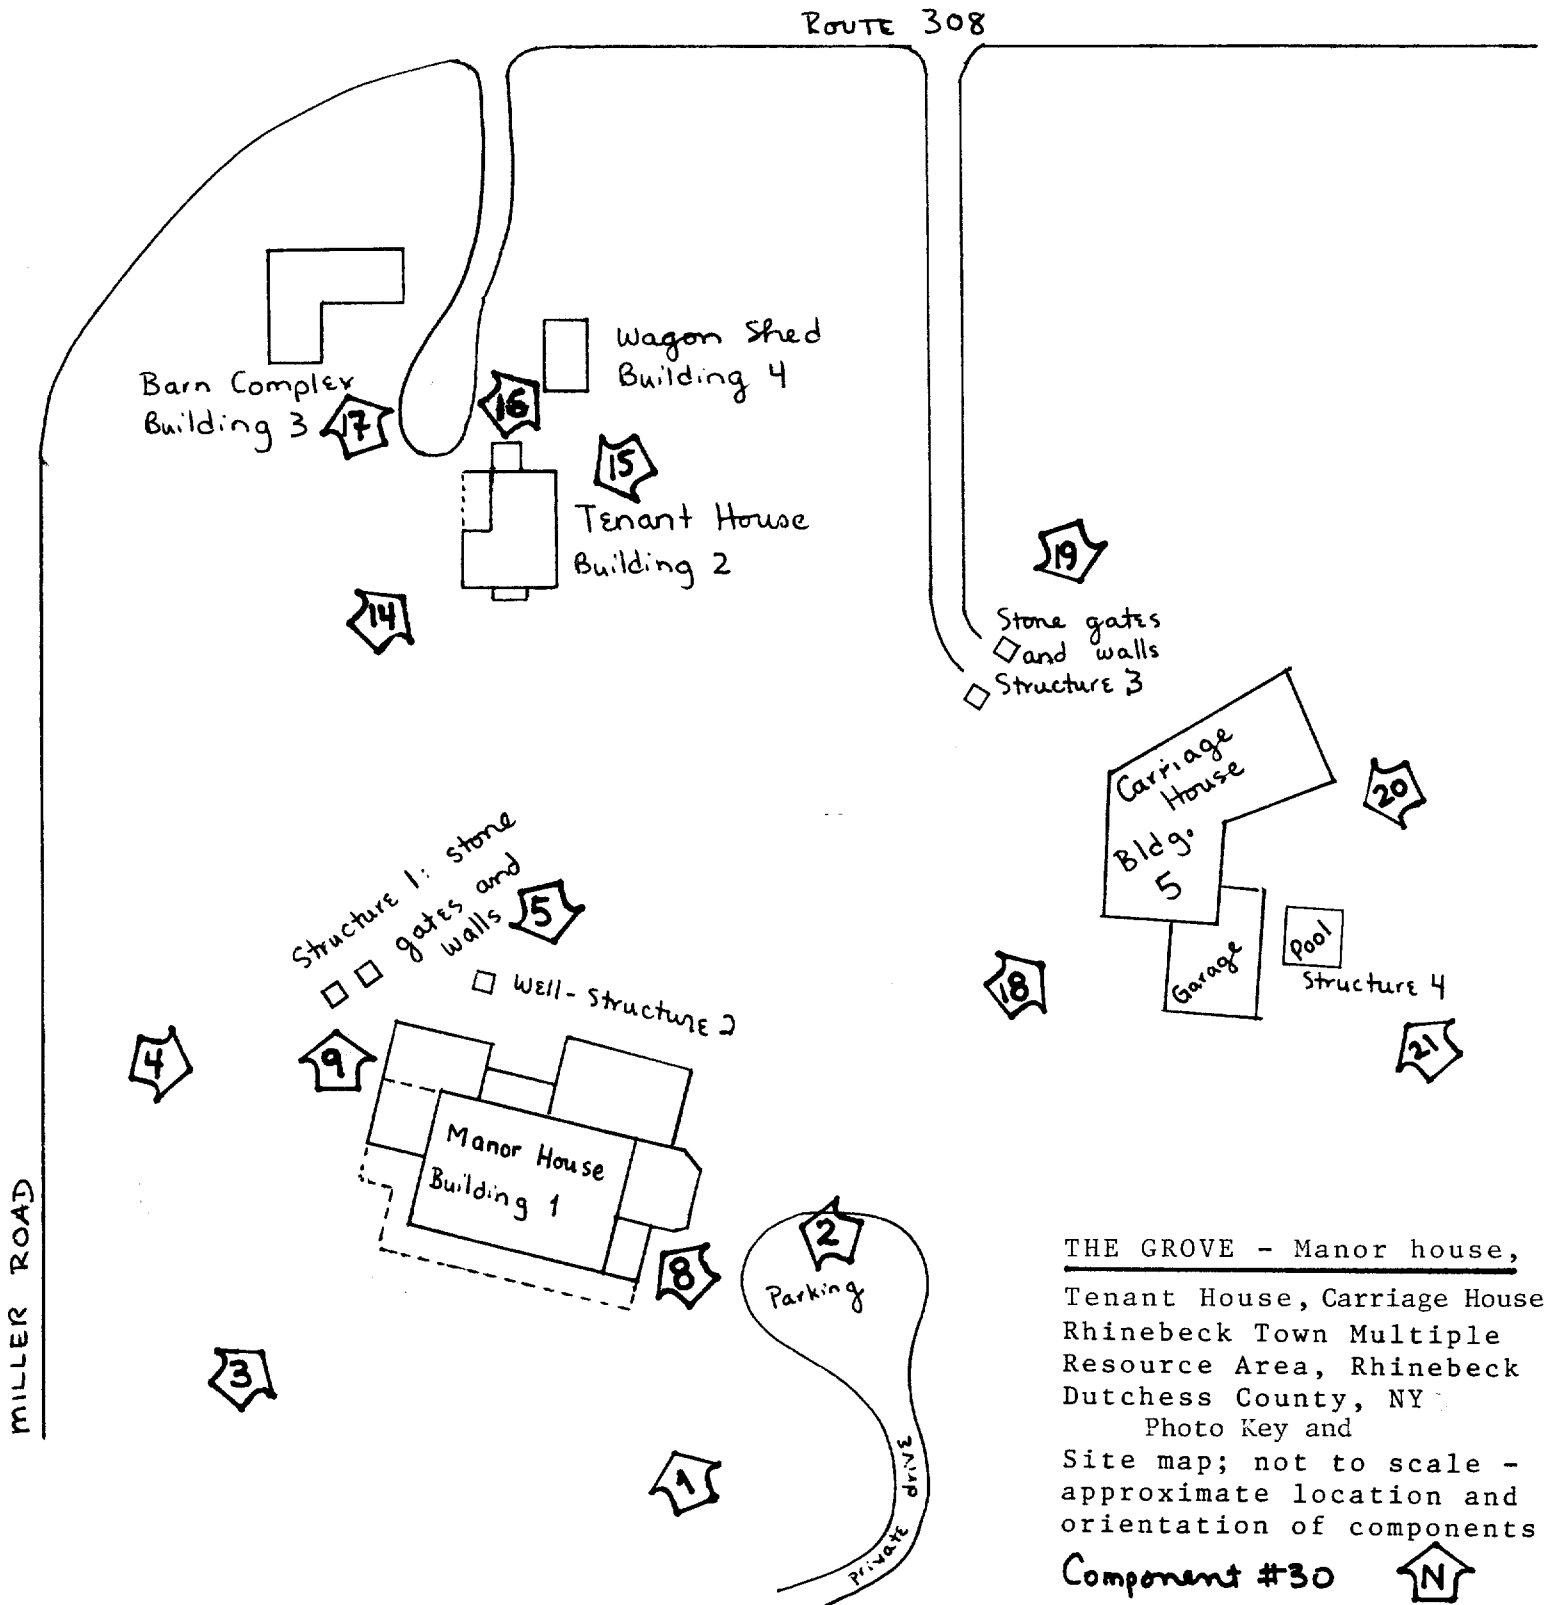 ROUTE 308
Wagon Shed
Building 4
Barn Complex
Building 3
17
16
15
Tenant House
Building 2
14
19
Stone gates
and walls
Structure 3
Carriage
House
Bldg.
5
20
Structure 1: stone
gates and
walls
5
Well-Structure 2
18
Garage
Pool
Structure 4
21
4
9
Manor House
Building 1
2
Parking
8
MILLER ROAD
3
1
private drive
THE GROVE - Manor house,
Tenant House, Carriage House
Rhinebeck Town Multiple
Resource Area, Rhinebeck
Dutchess County, NY
Photo Key and
Site map; not to scale -
approximate location and
orientation of components
Component #30
N